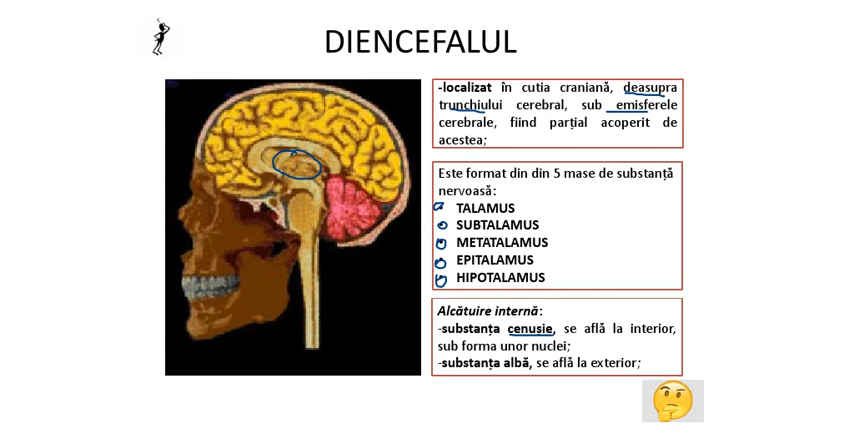 DIENCEFALUL
-localizat în cutia craniană, deasupra
trunchiului cerebral, sub emisferele
cerebrale, fiind parțial acoperit de
acestea;
Este format din din 5 mase de substanță
nervoasă:
TALAMUS
SUBTALAMUS
METATALAMUS
EPITALAMUS
HIPOTALAMUS
Alcătuire internă:
-substanța cenușie, se află la interior,
sub forma unor nuclei;
-substanța albă, se află la exterior;